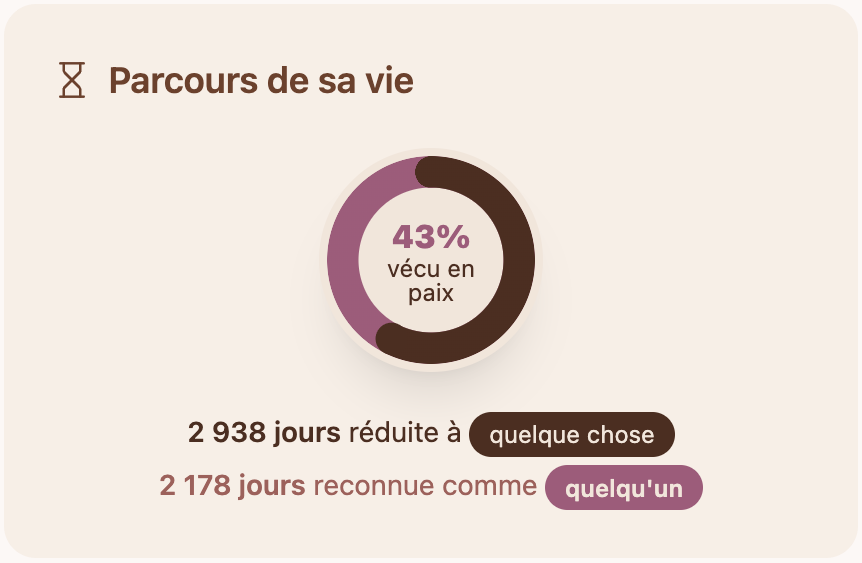 Parcours de sa vie
43%
vécu en
paix
2 938 jours réduite à quelque chose
2 178 jours reconnue comme quelqu'un